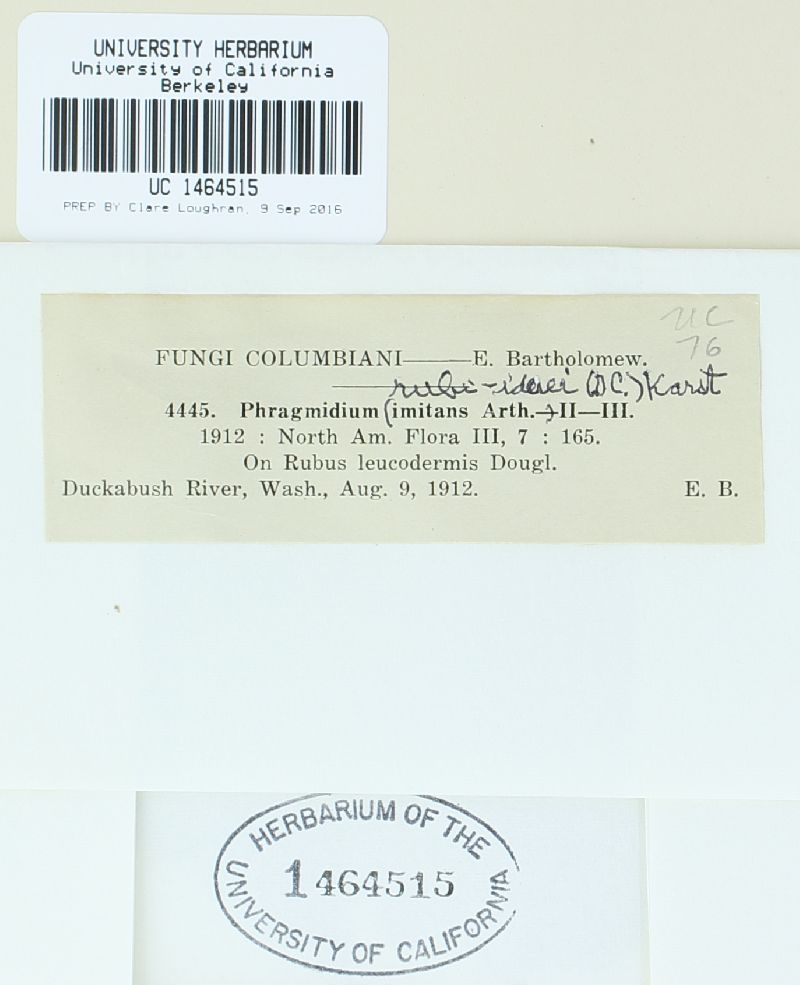 UNIVERSITY HERBARIUM
University of California
Berkeley
UC 1464515
PREP BY Clare Loughran, 9 Sep 2016
UC
76
FUNGI COLUMBIANI——E. Bartholomew.
rubi-idaei (DC.) Karst
4445. Phragmidium (imitans Arth.→II—III.
1912 : North Am. Flora III, 7 : 165.
On Rubus leucodermis Dougl.
Duckabush River, Wash., Aug. 9, 1912. E. B.
HERBARIUM OF THE
1464515
UNIVERSITY OF CALIFORNIA